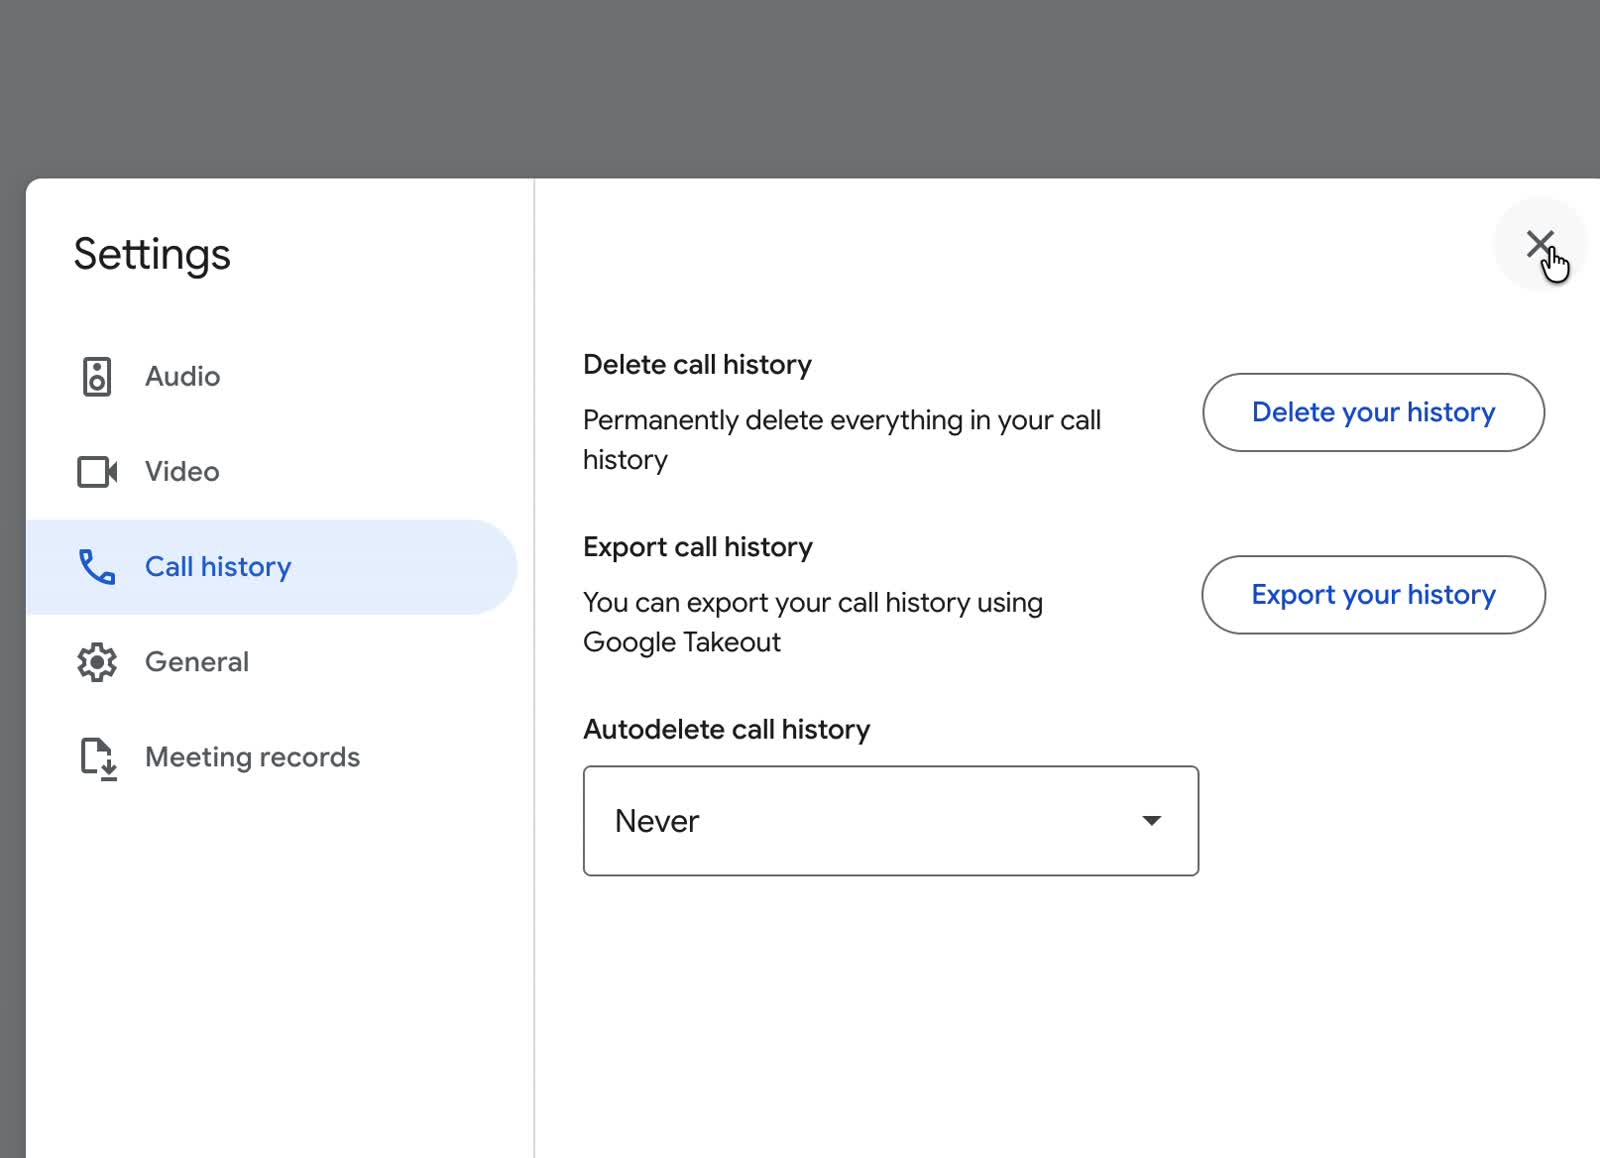 Settings
Audio
Video
Call history
General
Meeting records
Delete call history
Permanently delete everything in your call
history
Delete your history
Export call history
You can export your call history using
Google Takeout
Export your history
Autodelete call history
Never